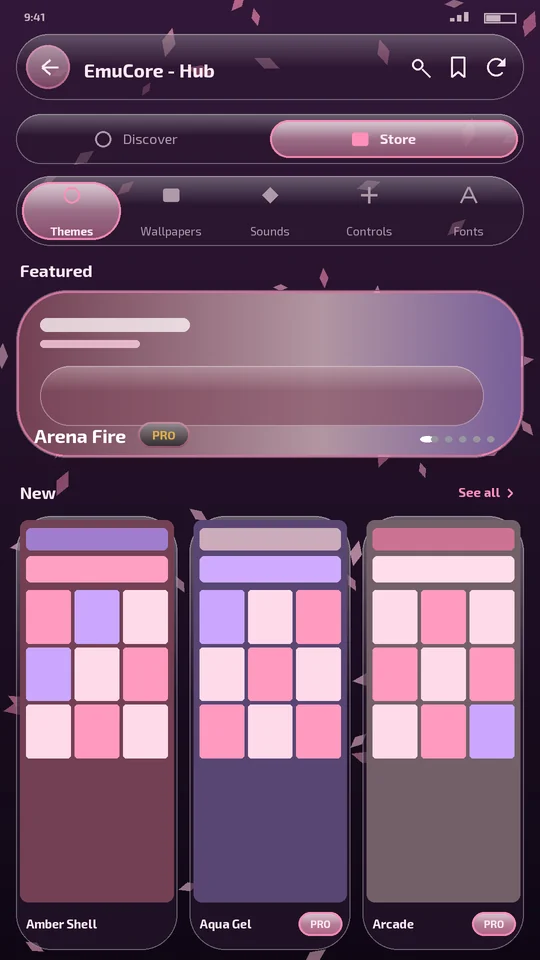 9:41
EmuCore - Hub
Discover
Store
Themes
Wallpapers
Sounds
Controls
Fonts
Featured
Arena Fire
PRO
New
See all
Amber Shell
Aqua Gel
PRO
Arcade
PRO